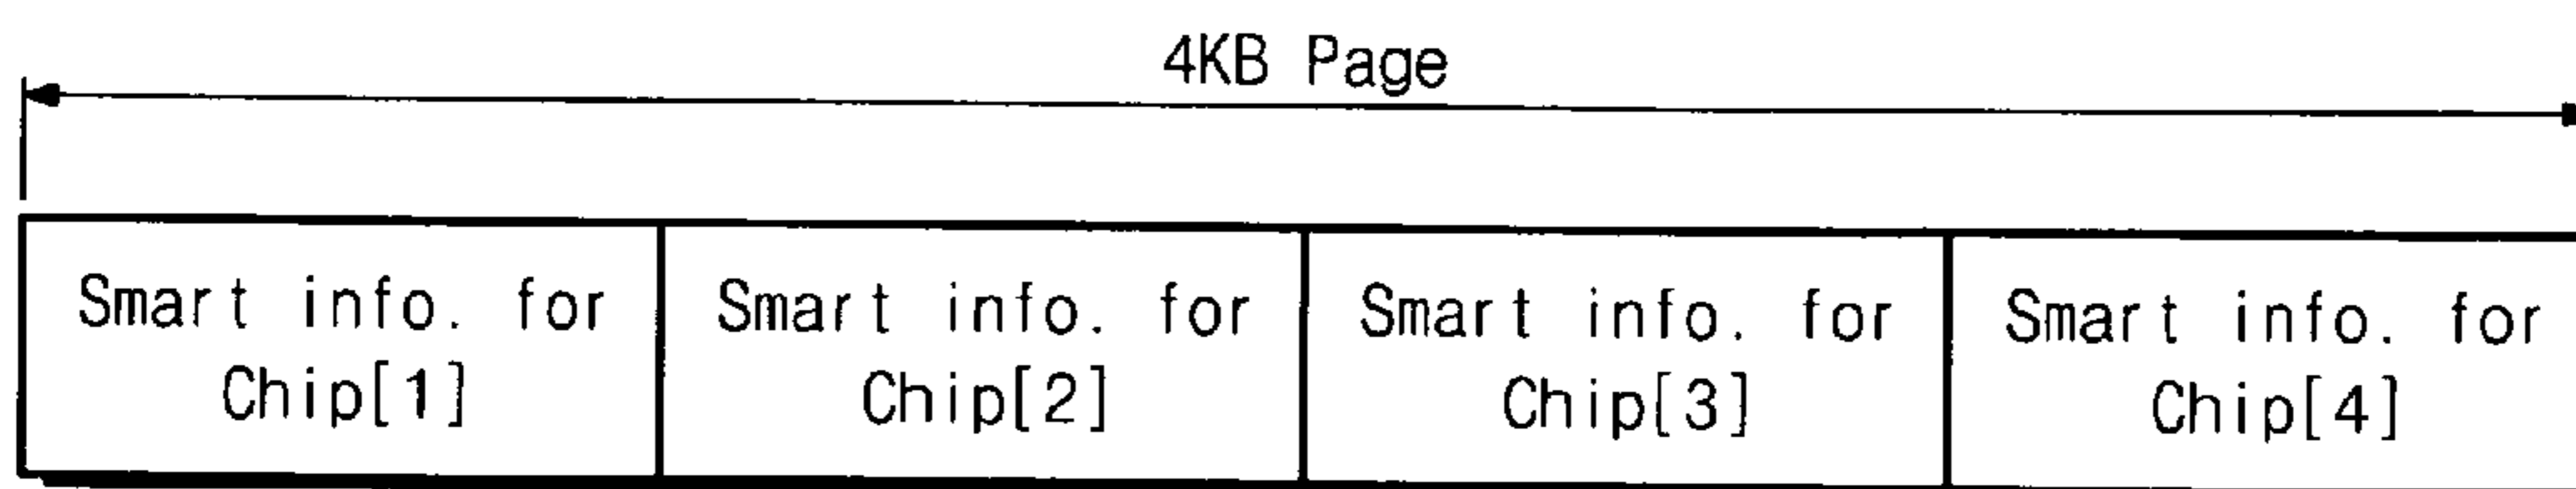 4KB Page
Smart info. for
Chip[1]
Smart info. for
Chip[2]
Smart info. for
Chip[3]
Smart info. for
Chip[4]